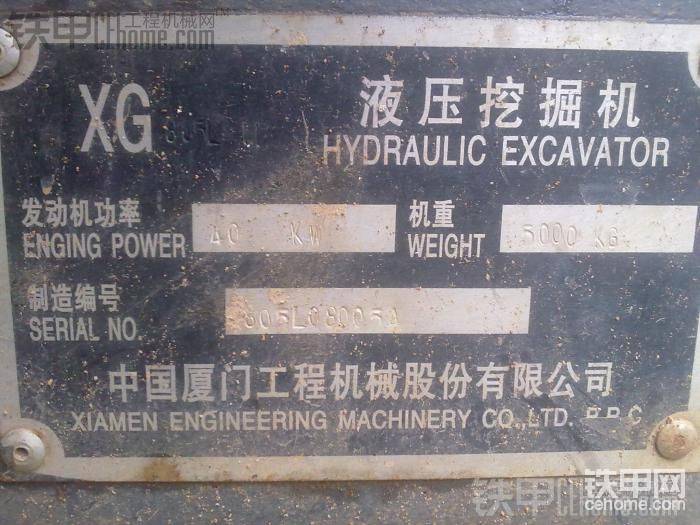 铁甲 工程机械网
cehome.com
XG
液压挖掘机
HYDRAULIC EXCAVATOR
发动机功率
ENGING POWER
40 KW
机重
WEIGHT
5000 KG
制造编号
SERIAL NO.
中国厦门工程机械股份有限公司
XIAMEN ENGINEERING MACHINERY CO.,LTD. P.R.C
铁甲网
cehome.com